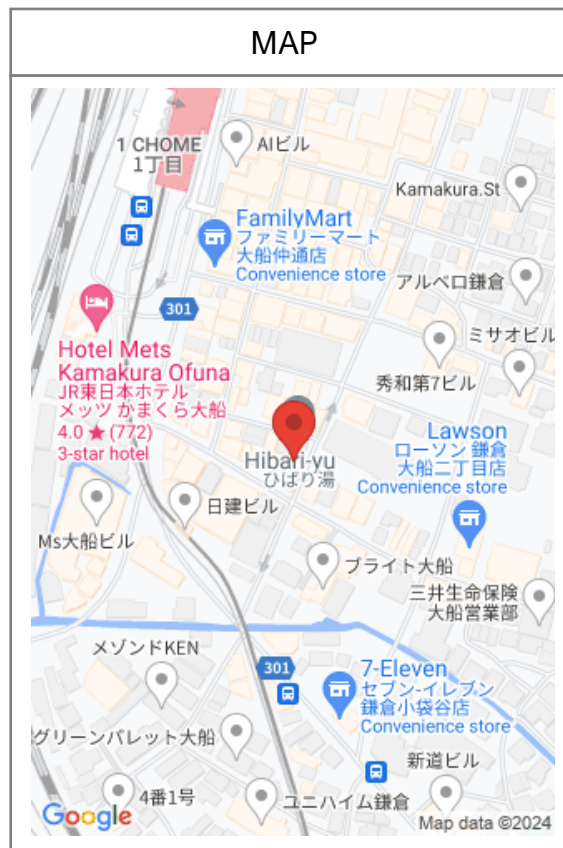 MAP
1 CHOME
1丁目
AIビル
Kamakura.St
FamilyMart
ファミリーマート
大船仲通店
Convenience store
アルベロ鎌倉
301
ミサオビル
Hotel Mets
Kamakura Ofuna
JR東日本ホテル
メッツ かまくら大船
4.0 ★ (772)
3-star hotel
秀和第7ビル
Lawson
ローソン 鎌倉
大船二丁目店
Convenience store
Hibari-yu
ひばり湯
日建ビル
Ms大船ビル
ブライト大船
三井生命保険
大船営業部
メゾンドKEN
301
7-Eleven
セブン-イレブン
鎌倉小袋谷店
Convenience store
グリーンパレット大船
新道ビル
4番1号
ユニハイム鎌倉
Google
Map data ©2024